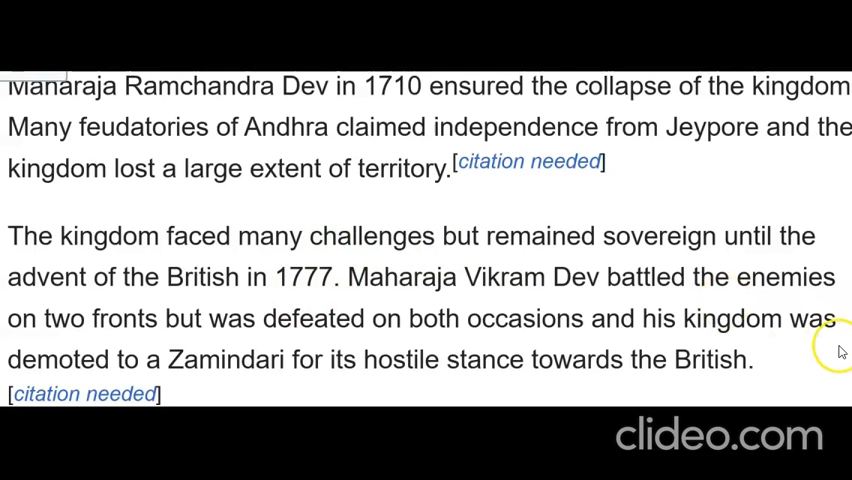 Maharaja Ramchandra Dev in 1710 ensured the collapse of the kingdom
Many feudatories of Andhra claimed independence from Jeypore and the
kingdom lost a large extent of territory.[citation needed]
The kingdom faced many challenges but remained sovereign until the
advent of the British in 1777. Maharaja Vikram Dev battled the enemies
on two fronts but was defeated on both occasions and his kingdom was
demoted to a Zamindari for its hostile stance towards the British.
[citation needed]
clideo.com